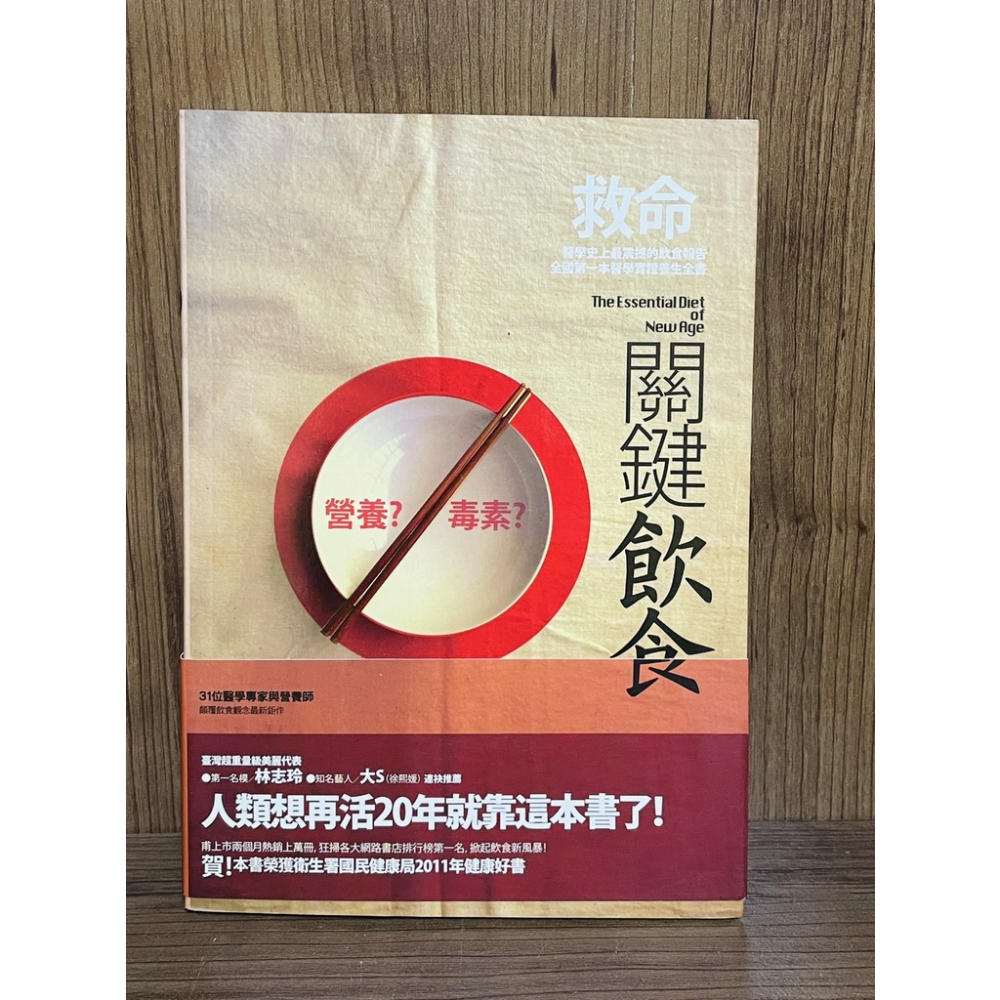 救命
醫學史上最震撼的飲食報告
全國第一本醫學實證養生全書
The Essential Diet
of
New Age
關鍵飲食
營養? 毒素?
31位醫學專家與營養師
顛覆飲食觀念最新鉅作
臺灣超重量級美麗代表
●第一名模／林志玲 ●知名藝人／大S(徐熙媛) 連袂推薦
人類想再活20年就靠這本書了!
甫上市兩個月熱銷上萬冊, 狂掃各大網路書店排行榜第一名, 掀起飲食新風暴!
賀!本書榮獲衛生署國民健康局2011年健康好書